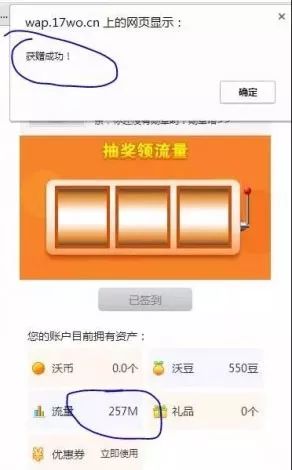 wap.17wo.cn 上的网页显示：
获赠成功！
确定
抽奖领流量
已签到
您的账户目前拥有资产：
沃币 0.0个
沃豆 550豆
流量 257M
礼品 0个
优惠券 立即使用